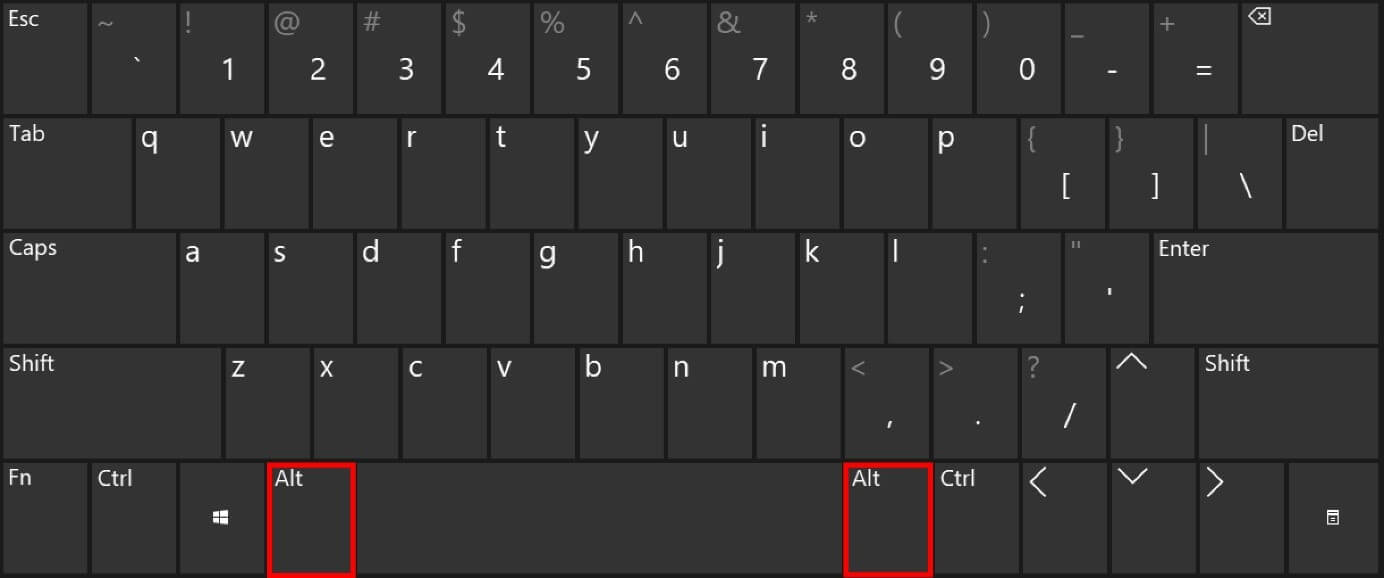 Esc ~ ` ! 1 @ 2 # 3 $ 4 % 5 ^ 6 & 7 * 8 ( 9 ) 0 _ - + =
Tab q w e r t y u i o p { [ } ] | \ Del
Caps a s d f g h j k l : ; " ' Enter
Shift z x c v b n m < , > . ? / Shift
Fn Ctrl Alt Alt Ctrl